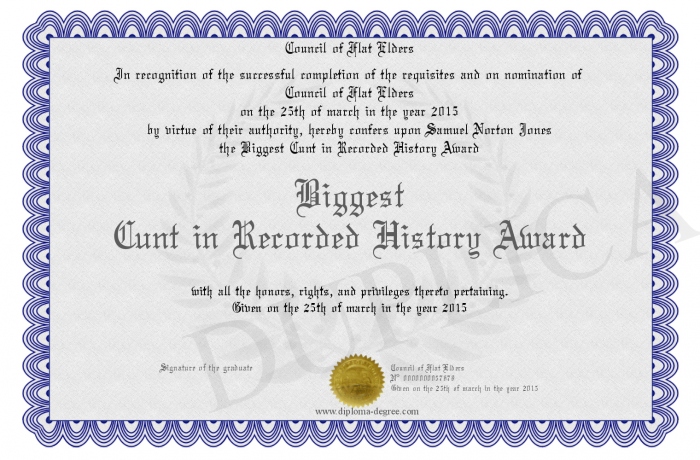 Council of Flat Elders
In recognition of the successful completion of the requisites and on nomination of
Council of Flat Elders
on the 25th of march in the year 2015
by virtue of their authority, hereby confers upon Samuel Norton Jones
the Biggest Cunt in Recorded History Award
Biggest
Cunt in Recorded History Award
DUPLICA
with all the honors, rights, and privileges thereto pertaining.
Given on the 25th of march in the year 2015
Signature of the graduate
Council of Flat Elders
Given on the 25th of march in the year 2015
www.diploma-degree.com